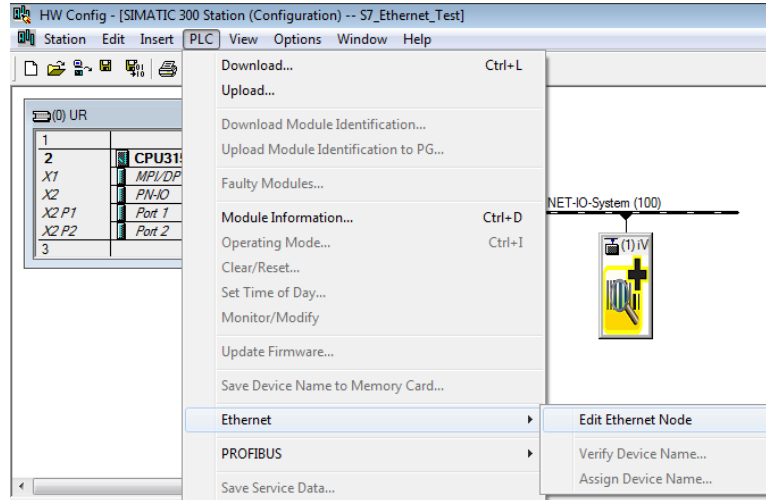 HW Config - [SIMATIC 300 Station (Configuration) -- S7_Ethernet_Test]
Station Edit Insert PLC View Options Window Help
(0) UR
1
2 CPU31
X1 MPI/DP
X2 PN-IO
X2 P1 Port 1
X2 P2 Port 2
3
Download... Ctrl+L
Upload...
Download Module Identification...
Upload Module Identification to PG...
Faulty Modules...
Module Information... Ctrl+D
Operating Mode... Ctrl+I
Clear/Reset...
Set Time of Day...
Monitor/Modify
Update Firmware...
Save Device Name to Memory Card...
Ethernet
PROFIBUS
Save Service Data...
NET-IO-System (100)
(1) iV
Edit Ethernet Node
Verify Device Name...
Assign Device Name...